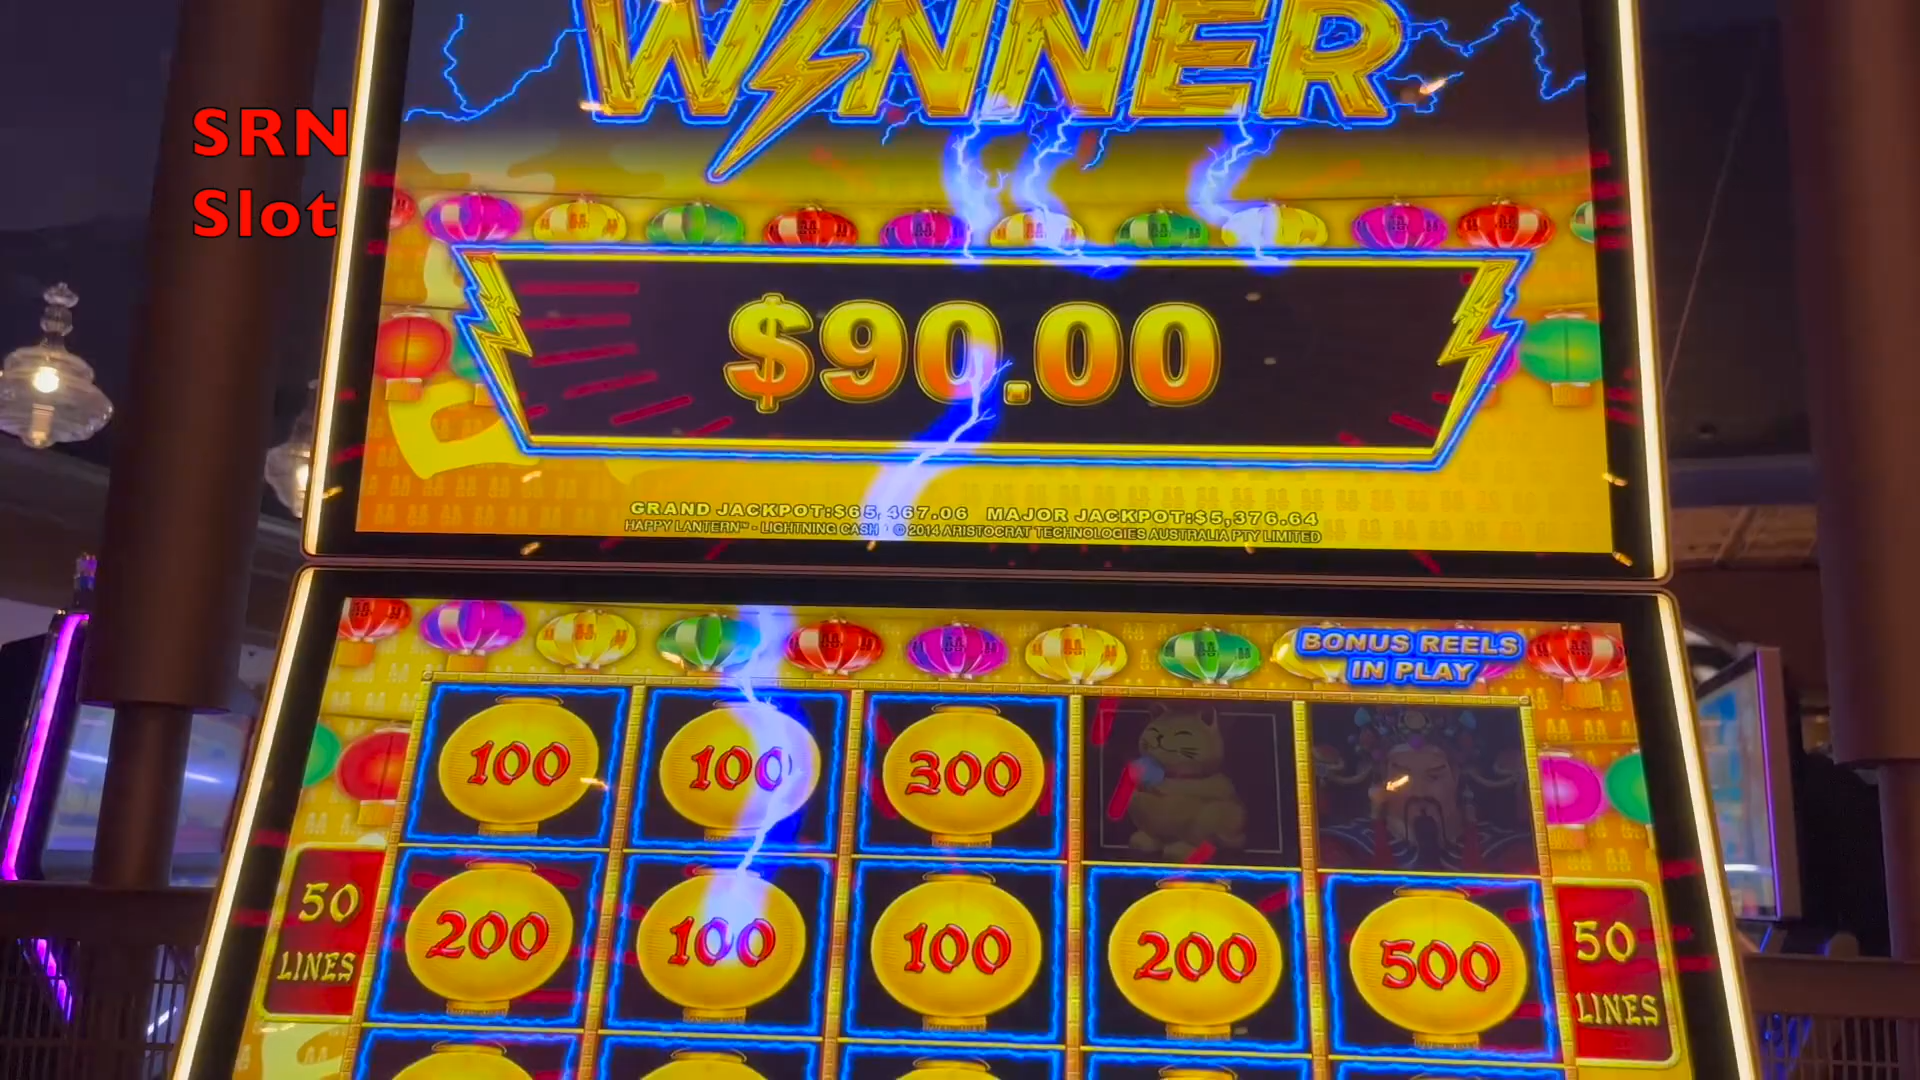 WINNER
SRN
Slot
$90.00
GRAND JACKPOT:$65,467.06 MAJOR JACKPOT:$5,376.64
HAPPY LANTERN™ - LIGHTNING CASH © 2014 ARISTOCRAT TECHNOLOGIES AUSTRALIA PTY LIMITED
BONUS REELS
IN PLAY
100 100 300
50
LINES
200 100 100 200 500
50
LINES